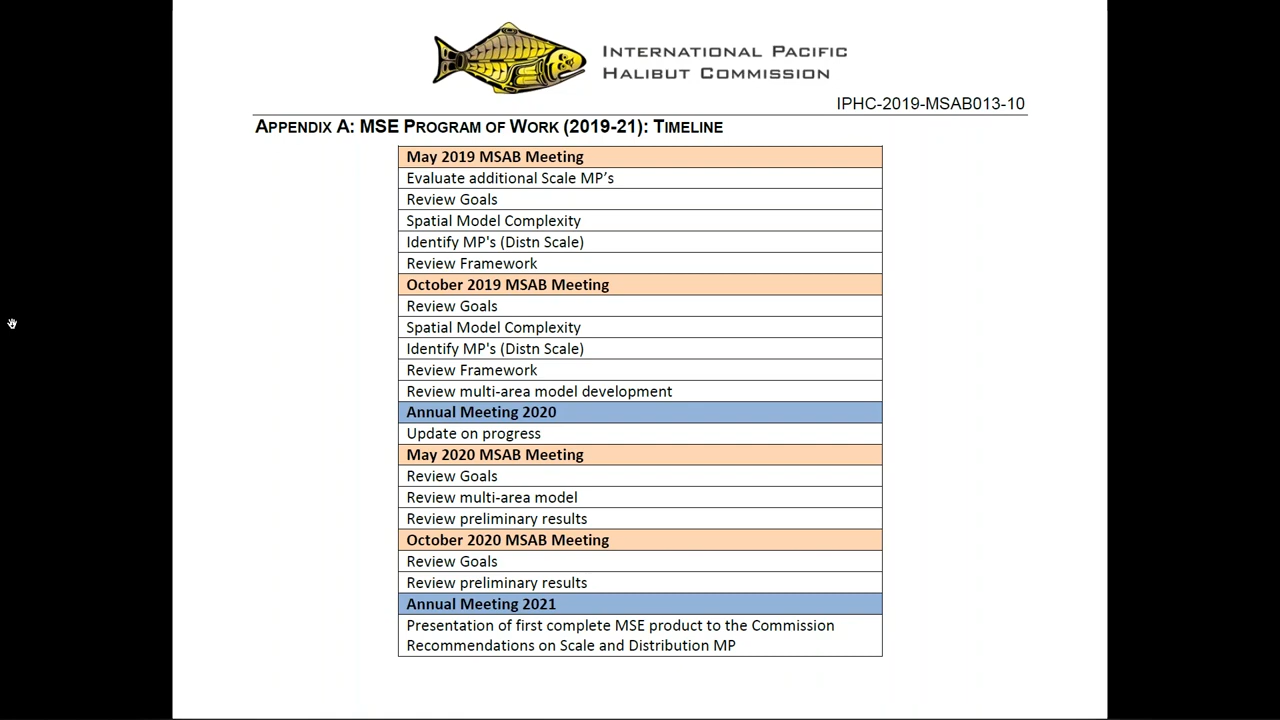 INTERNATIONAL PACIFIC
HALIBUT COMMISSION
IPHC-2019-MSAB013-10
APPENDIX A: MSE PROGRAM OF WORK (2019-21): TIMELINE
May 2019 MSAB Meeting
Evaluate additional Scale MP’s
Review Goals
Spatial Model Complexity
Identify MP's (Distn Scale)
Review Framework
October 2019 MSAB Meeting
Review Goals
Spatial Model Complexity
Identify MP's (Distn Scale)
Review Framework
Review multi-area model development
Annual Meeting 2020
Update on progress
May 2020 MSAB Meeting
Review Goals
Review multi-area model
Review preliminary results
October 2020 MSAB Meeting
Review Goals
Review preliminary results
Annual Meeting 2021
Presentation of first complete MSE product to the Commission
Recommendations on Scale and Distribution MP